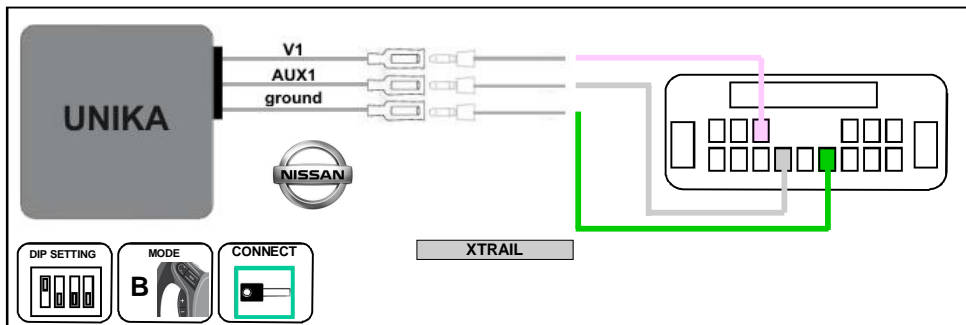 V1
AUX1
ground
UNIKA
NISSAN
XTRAIL
DIP SETTING
MODE
B
CONNECT